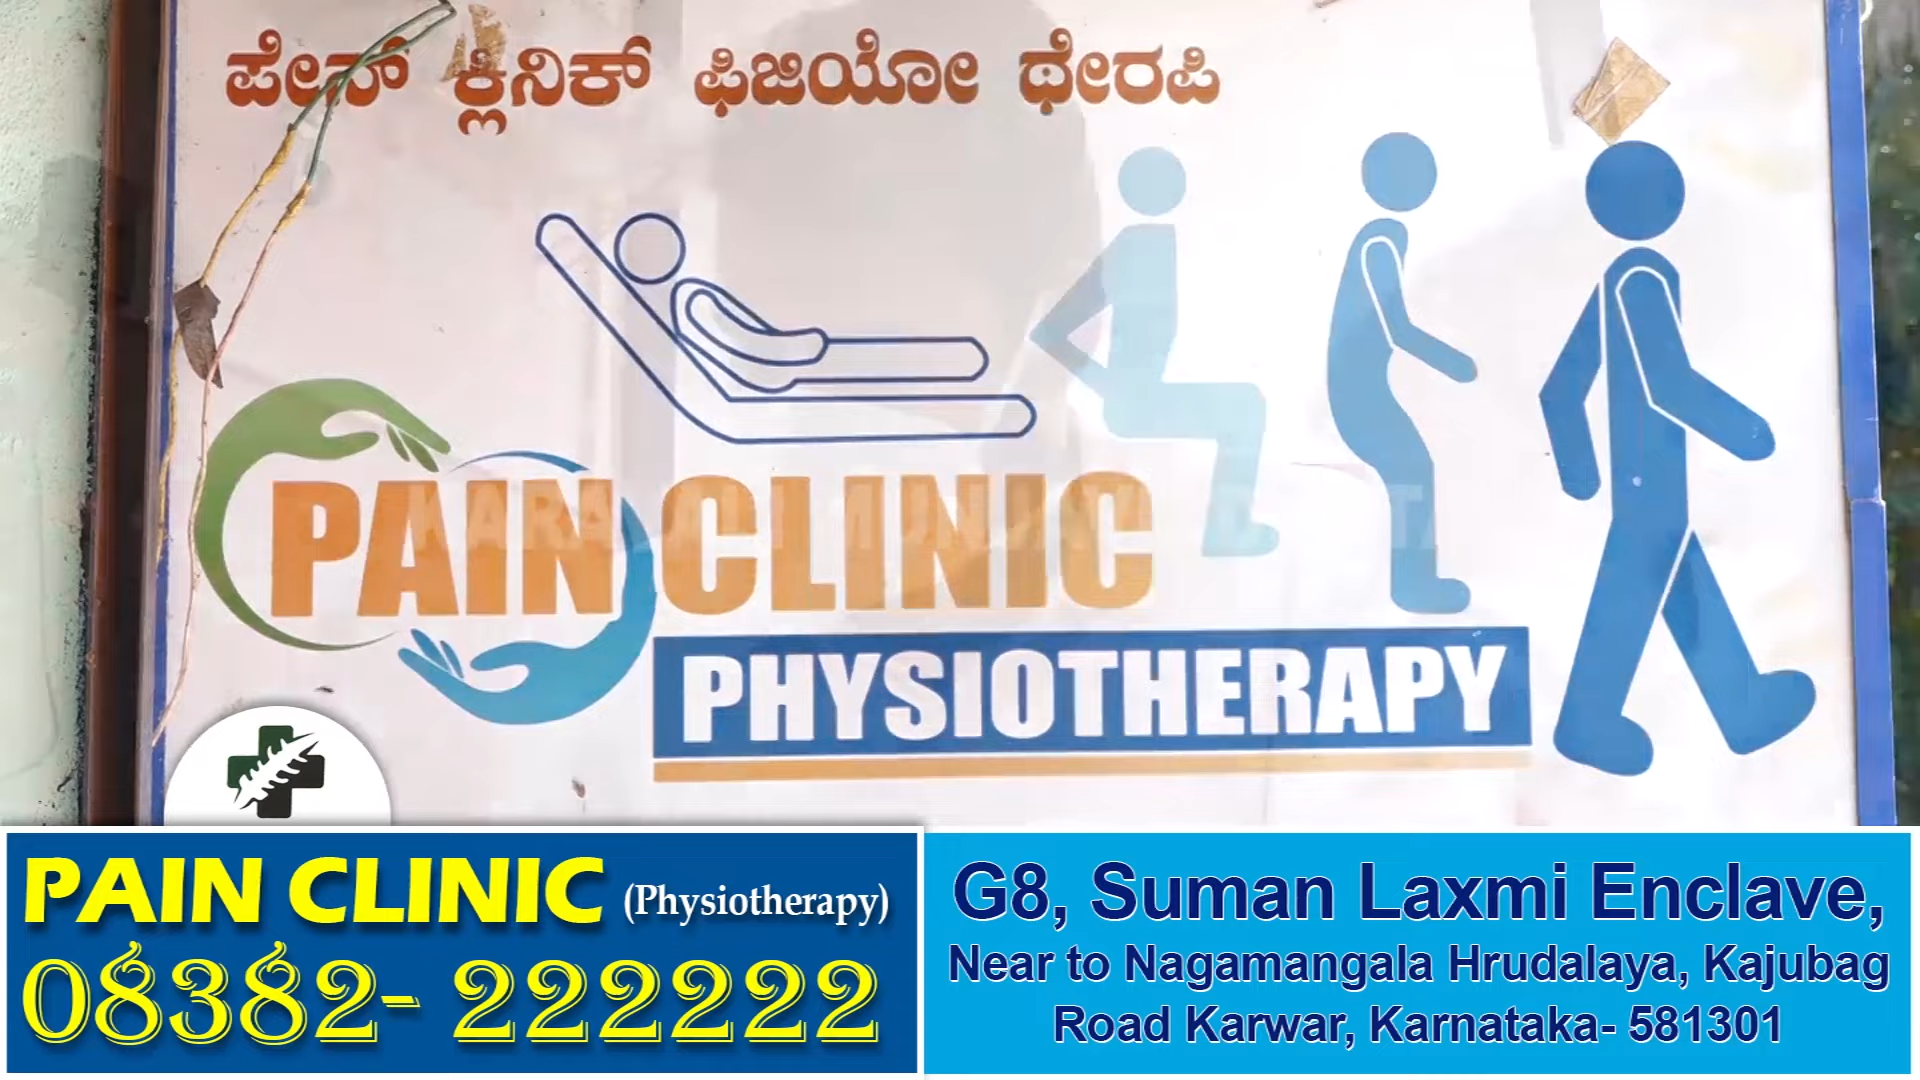 ಪೇನ್ ಕ್ಲಿನಿಕ್ ಫಿಜಿಯೋ ಥೇರಪಿ
PAIN CLINIC
PHYSIOTHERAPY
PAIN CLINIC (Physiotherapy)
08382- 222222
G8, Suman Laxmi Enclave,
Near to Nagamangala Hrudalaya, Kajubag
Road Karwar, Karnataka- 581301